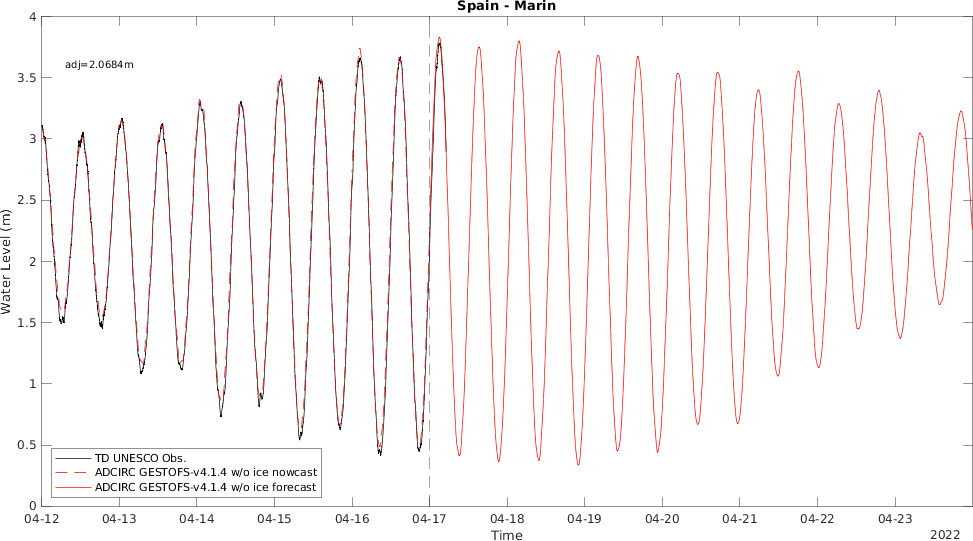 Spain - Marin
4
3.5
3
2.5
2
1.5
1
0.5
0
Water Level (m)
adj=2.0684m
TD UNESCO Obs.
ADCIRC GESTOFS-v4.1.4 w/o ice nowcast
ADCIRC GESTOFS-v4.1.4 w/o ice forecast
04-12 04-13 04-14 04-15 04-16 04-17 04-18 04-19 04-20 04-21 04-22 04-23
Time
2022